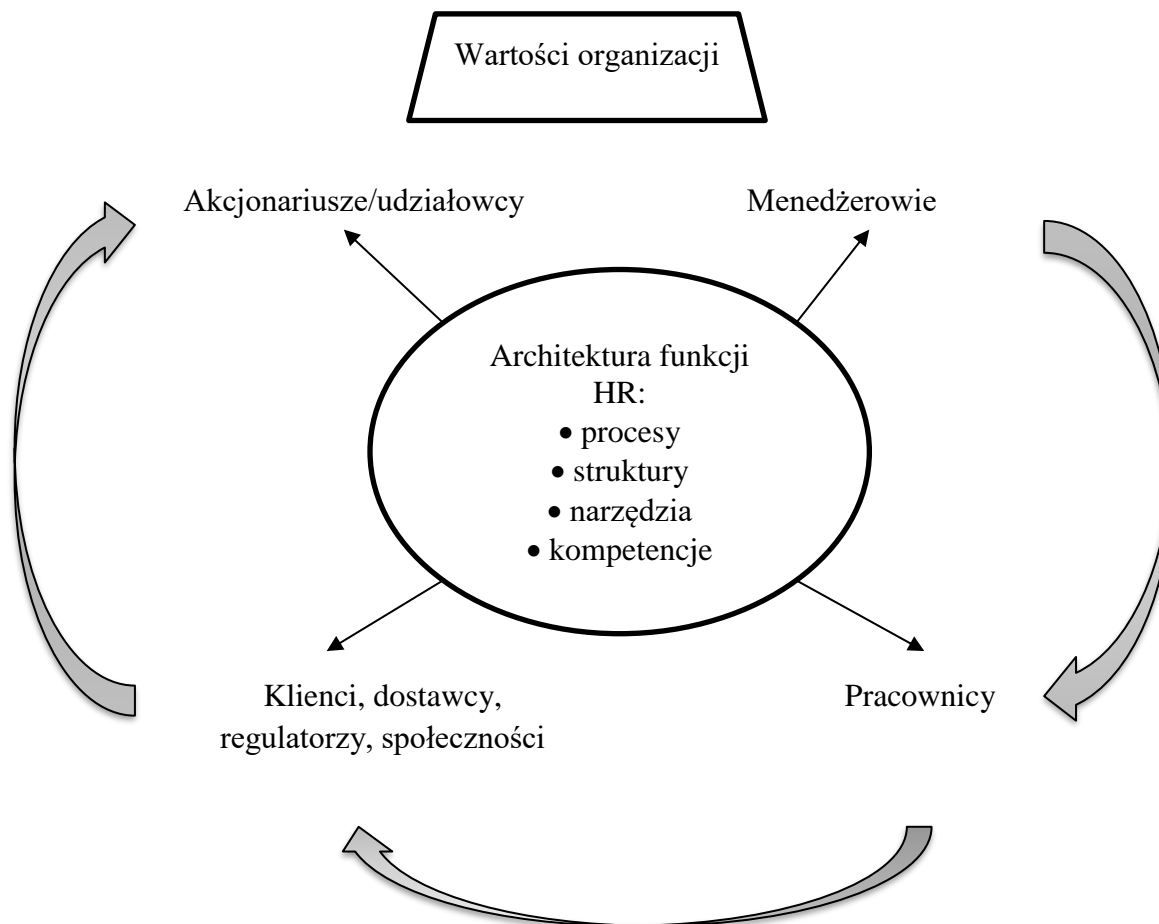 Wartości organizacji
Akcjonariusze/udziałowcy
Menedżerowie
Architektura funkcji
HR:
• procesy
• struktury
• narzędzia
• kompetencje
Klienci, dostawcy,
regulatorzy, społeczności
Pracownicy